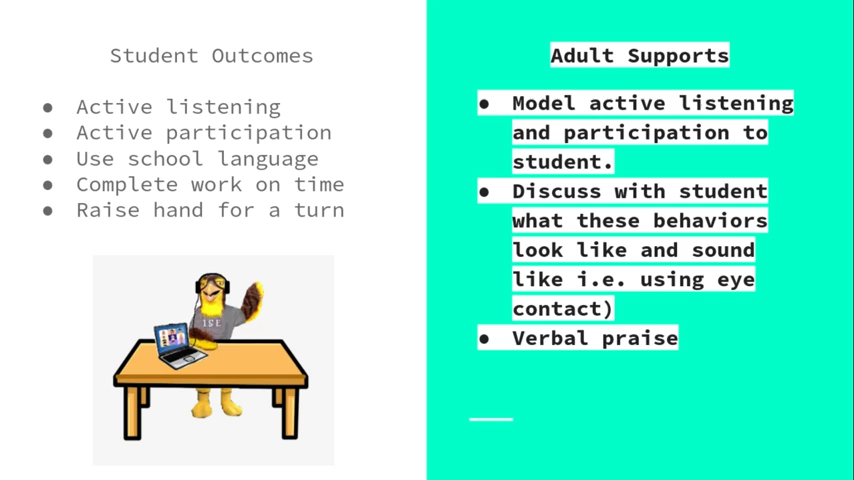 Student Outcomes
● Active listening
● Active participation
● Use school language
● Complete work on time
● Raise hand for a turn
ISE
Adult Supports
● Model active listening
and participation to
student.
● Discuss with student
what these behaviors
look like and sound
like i.e. using eye
contact)
● Verbal praise